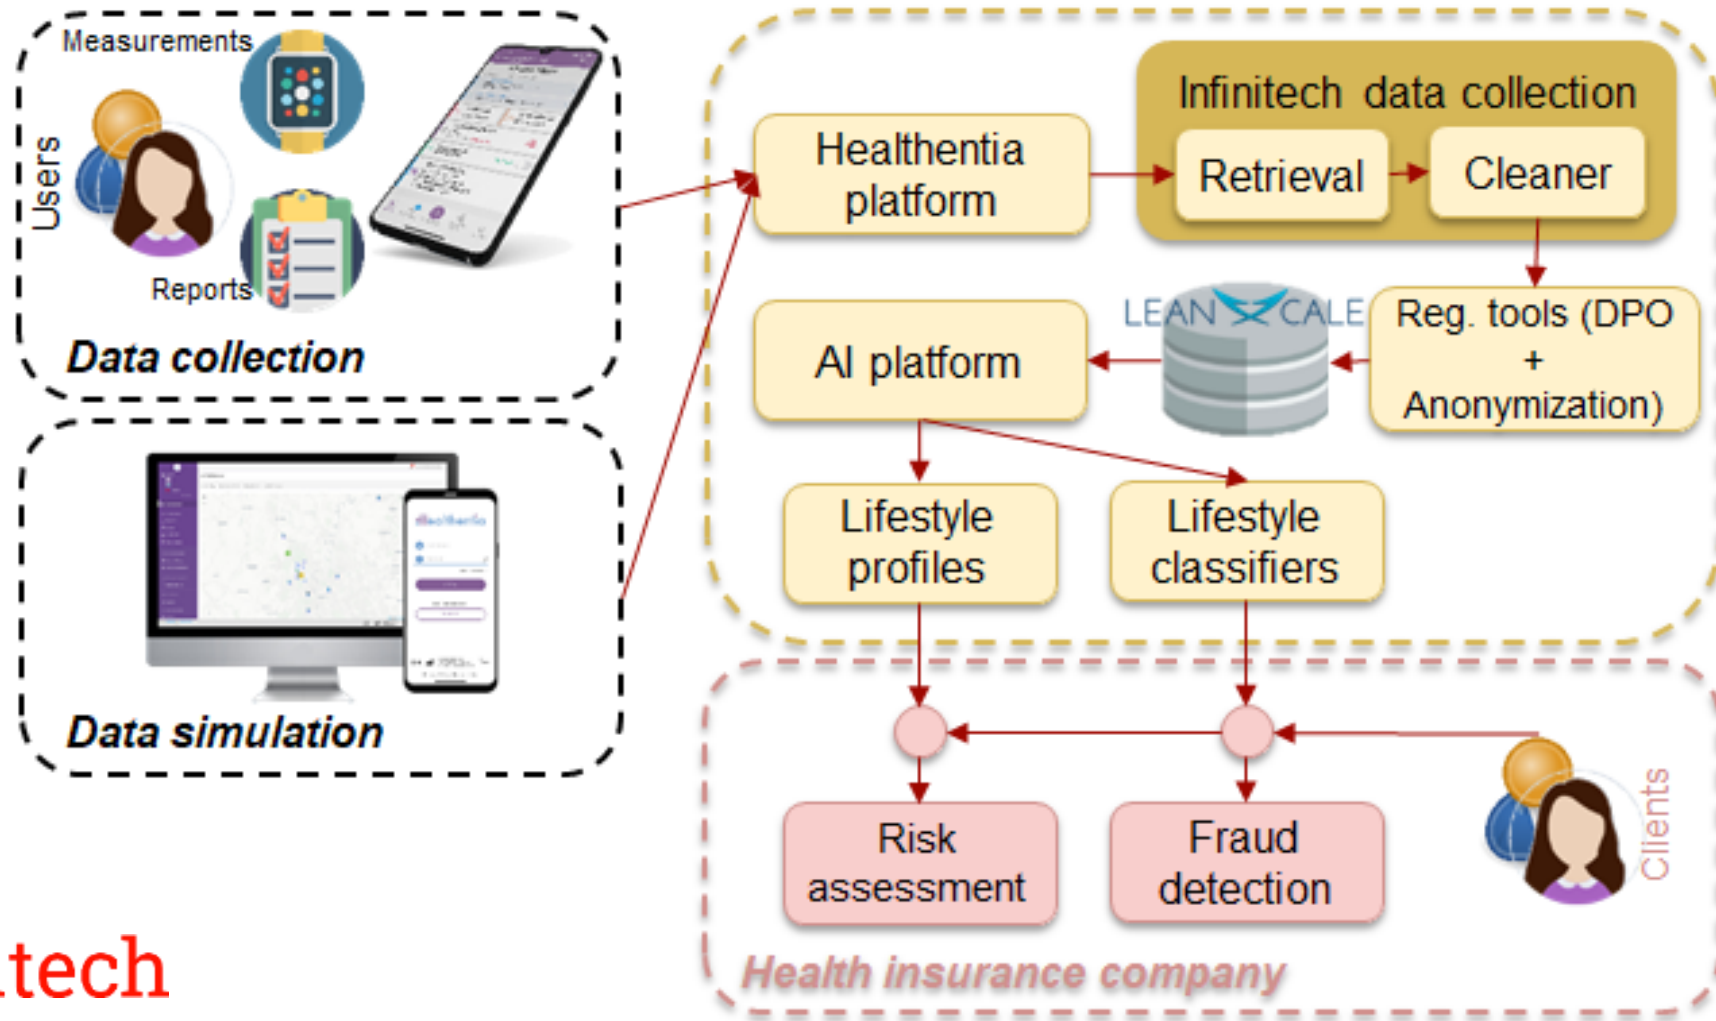 Measurements
Users
Reports
Data collection
Healthentia
platform
Infinitech data collection
Retrieval
Cleaner
LEAN CALE
Reg. tools (DPO
+
Anonymization)
AI platform
Lifestyle
profiles
Lifestyle
classifiers
Healthentia
Data simulation
Risk
assessment
Fraud
detection
Clients
Health insurance company
tech